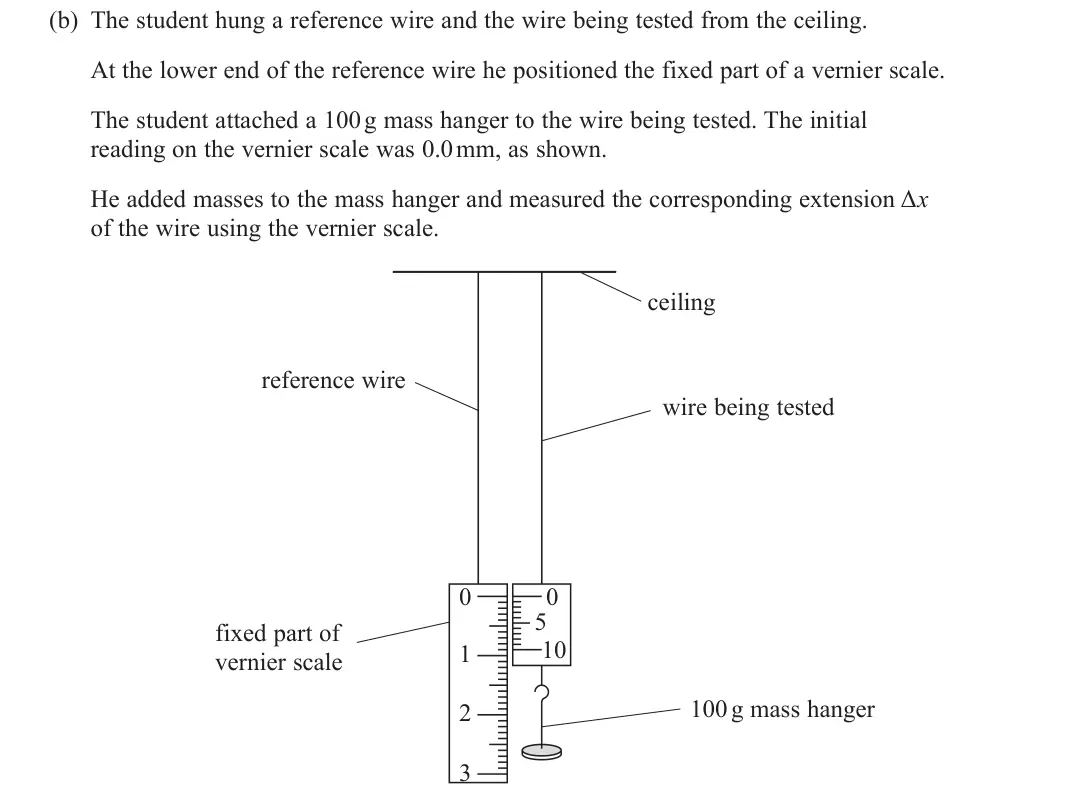 (b) The student hung a reference wire and the wire being tested from the ceiling.
At the lower end of the reference wire he positioned the fixed part of a vernier scale.
The student attached a 100 g mass hanger to the wire being tested. The initial
reading on the vernier scale was 0.0 mm, as shown.
He added masses to the mass hanger and measured the corresponding extension Δx
of the wire using the vernier scale.
ceiling
reference wire
wire being tested
0
0
5
fixed part of
vernier scale
1
10
2
100 g mass hanger
3